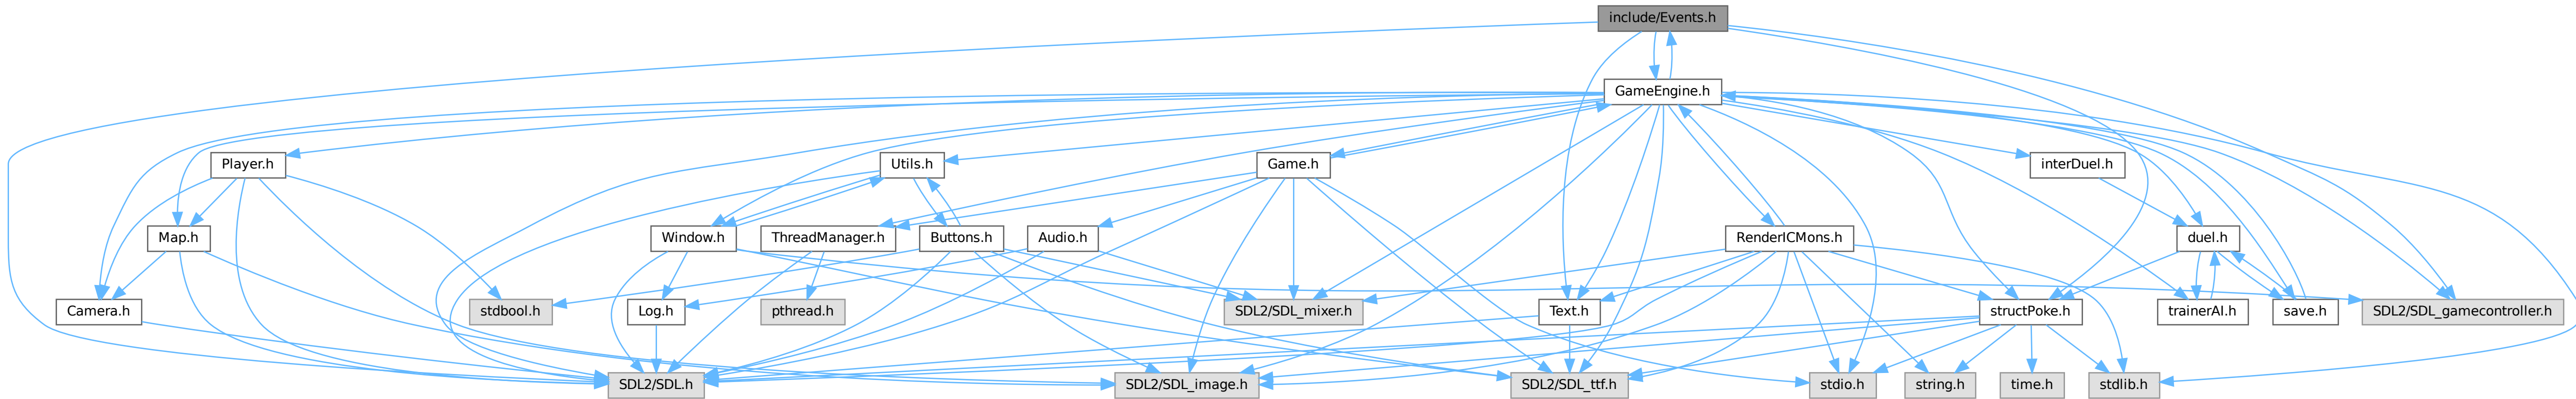 include/Events.h
GameEngine.h
Player.h
Utils.h
Game.h
interDuel.h
Map.h
Window.h
ThreadManager.h
Buttons.h
Audio.h
RenderICMons.h
duel.h
Camera.h
stdbool.h
Log.h
pthread.h
SDL2/SDL_mixer.h
Text.h
structPoke.h
trainerAI.h
save.h
SDL2/SDL_gamecontroller.h
SDL2/SDL.h
SDL2/SDL_image.h
SDL2/SDL_ttf.h
stdio.h
string.h
time.h
stdlib.h